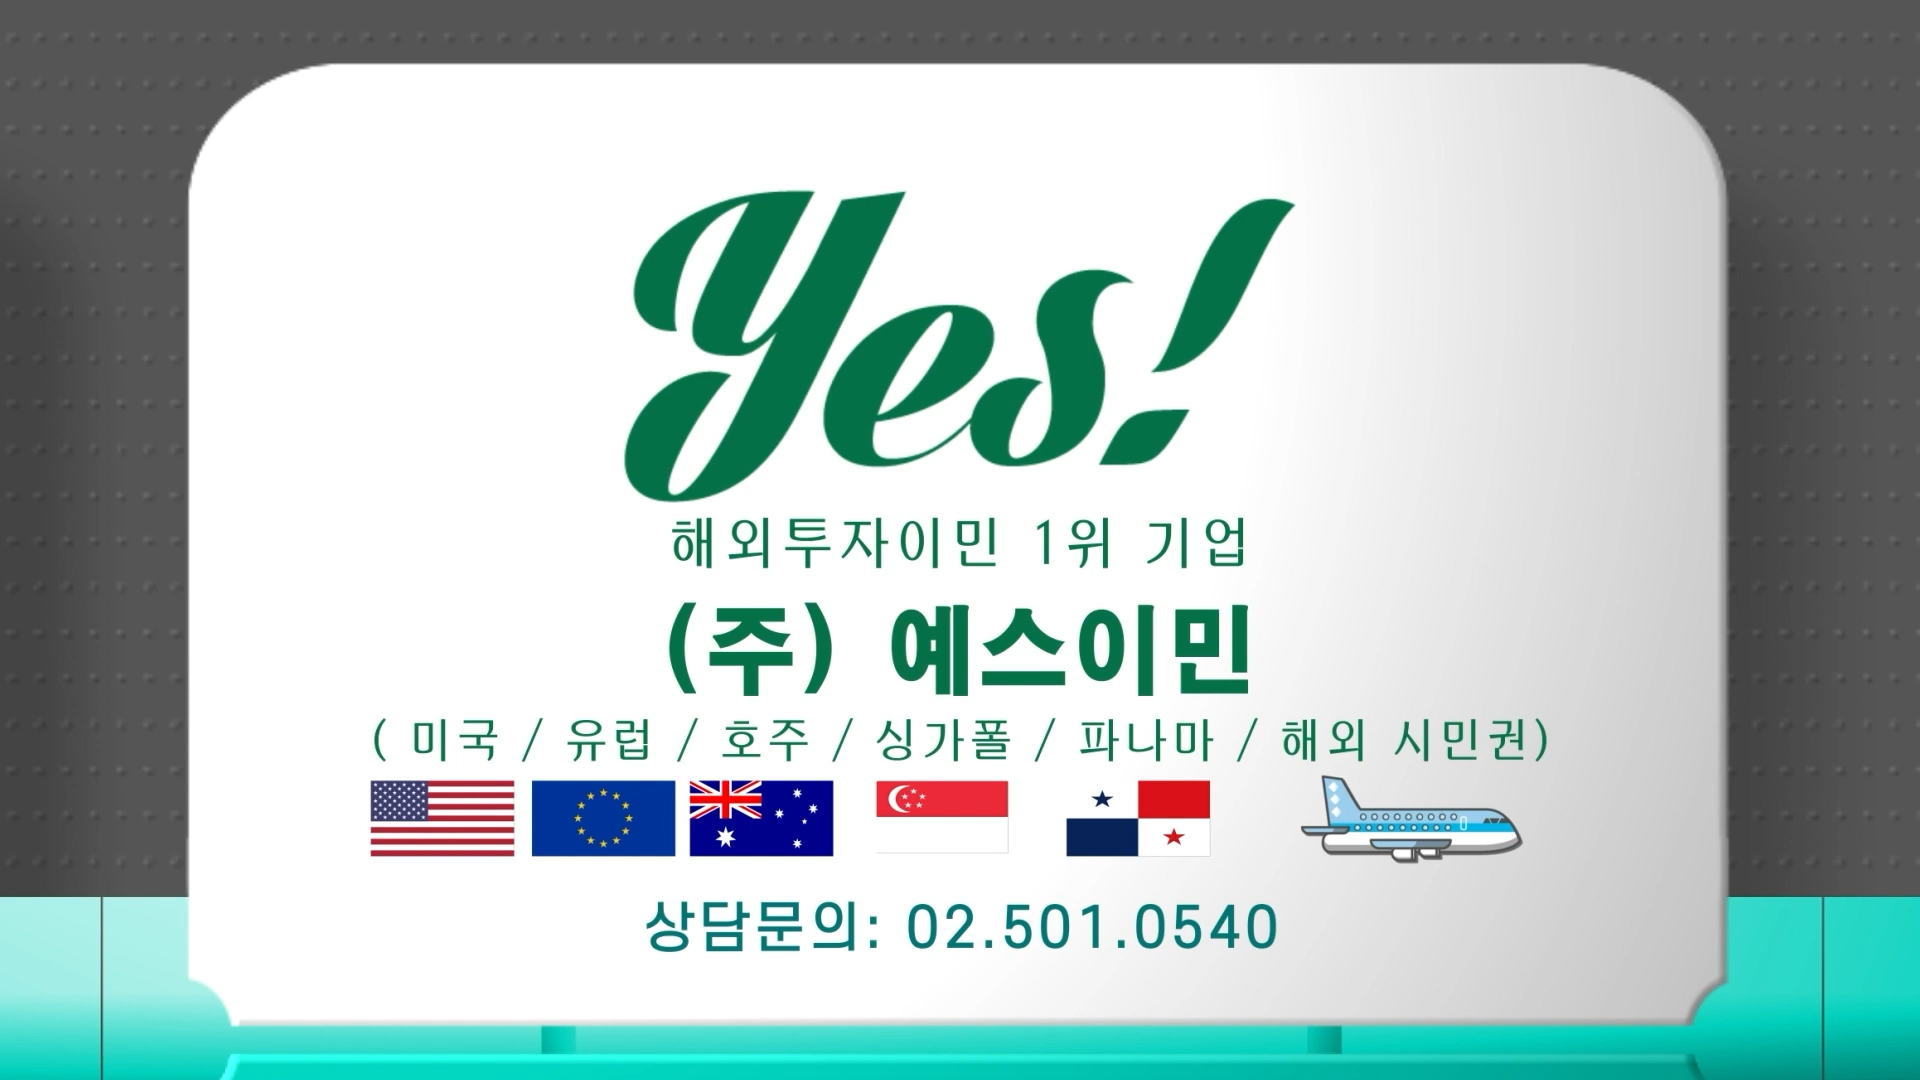 Yes!
해외투자이민 1위 기업
(주) 예스이민
( 미국 / 유럽 / 호주 / 싱가폴 / 파나마 / 해외 시민권)
상담문의: 02.501.0540